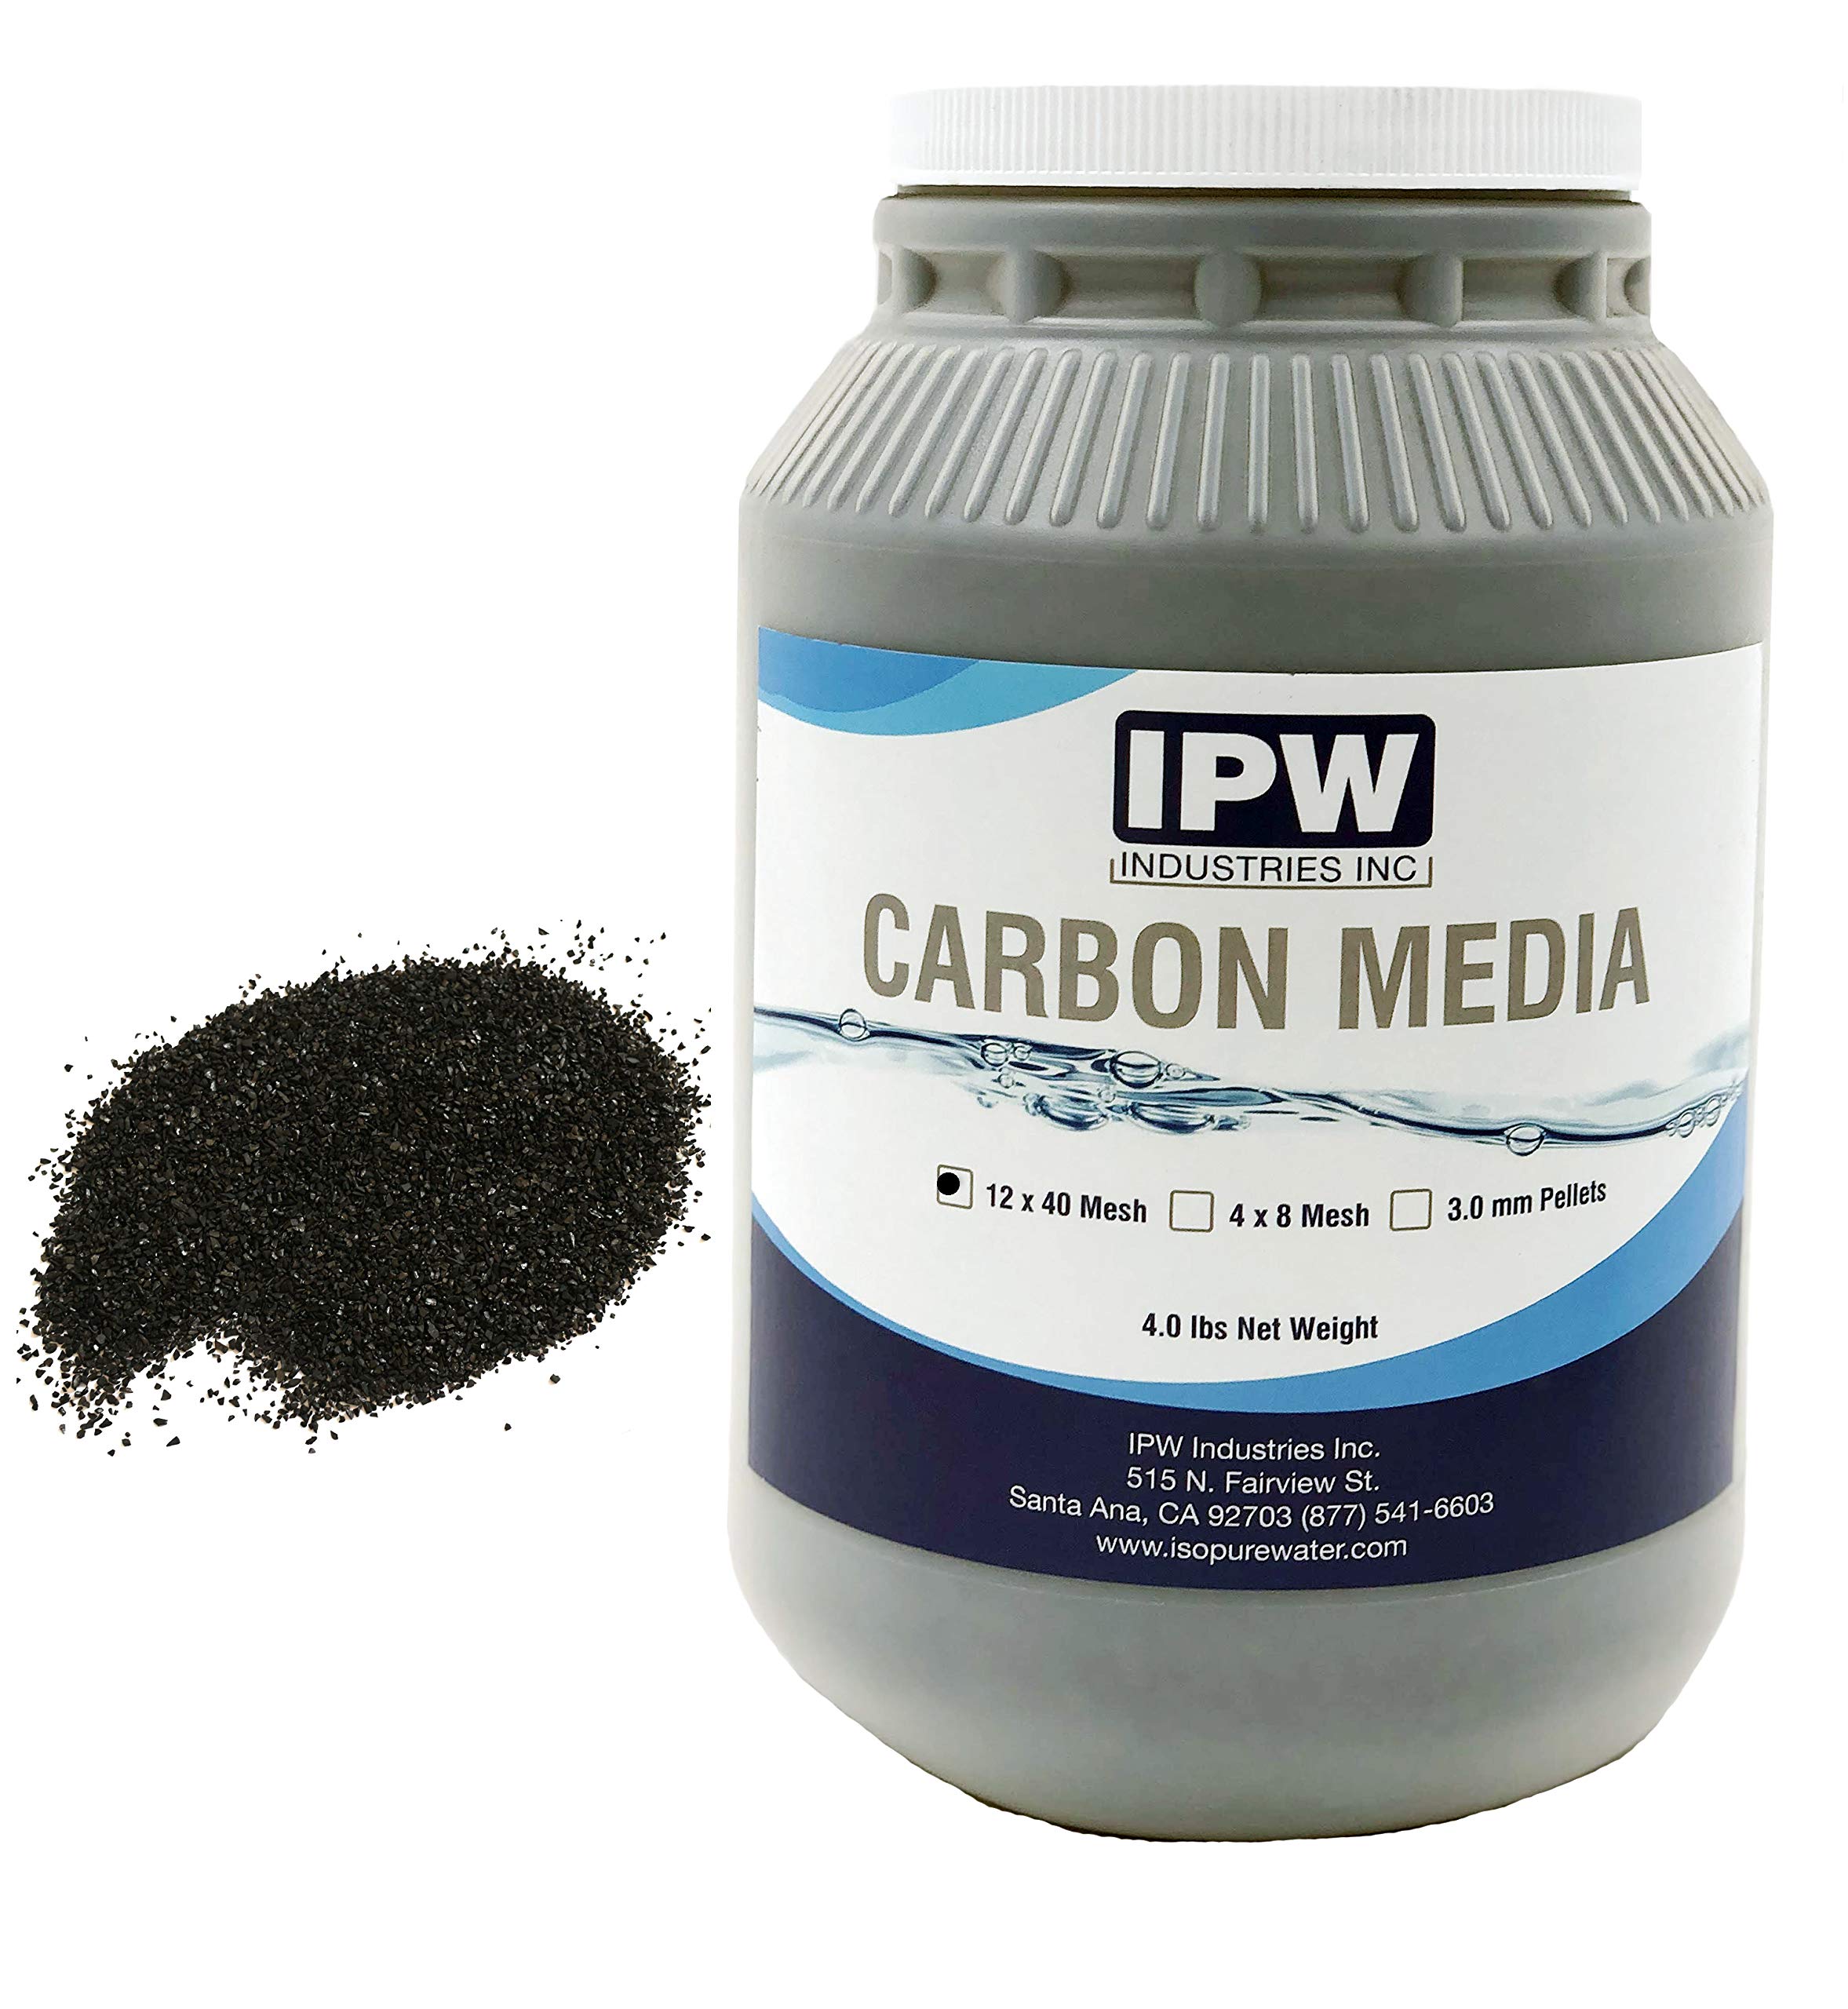 IPW
INDUSTRIES INC
CARBON MEDIA
12 x 40 Mesh 4 x 8 Mesh 3.0 mm Pellets
4.0 lbs Net Weight
IPW Industries Inc.
515 N. Fairview St.
Santa Ana, CA 92703 (877) 541-6603
www.isopurewater.com